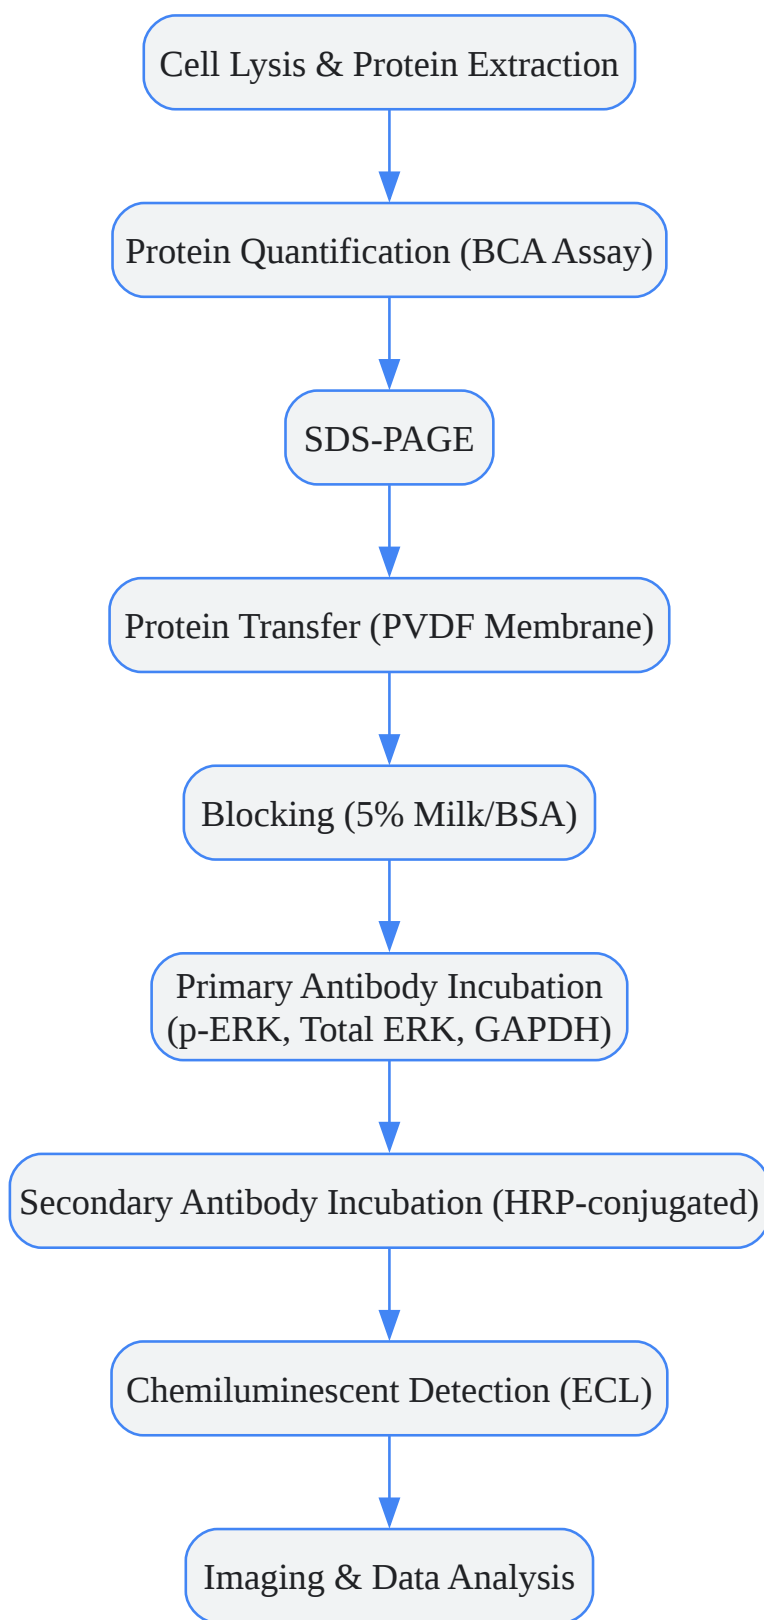 Cell Lysis & Protein Extraction
Protein Quantification (BCA Assay)
SDS-PAGE
Protein Transfer (PVDF Membrane)
Blocking (5% Milk/BSA)
Primary Antibody Incubation
(p-ERK, Total ERK, GAPDH)
Secondary Antibody Incubation (HRP-conjugated)
Chemiluminescent Detection (ECL)
Imaging & Data Analysis